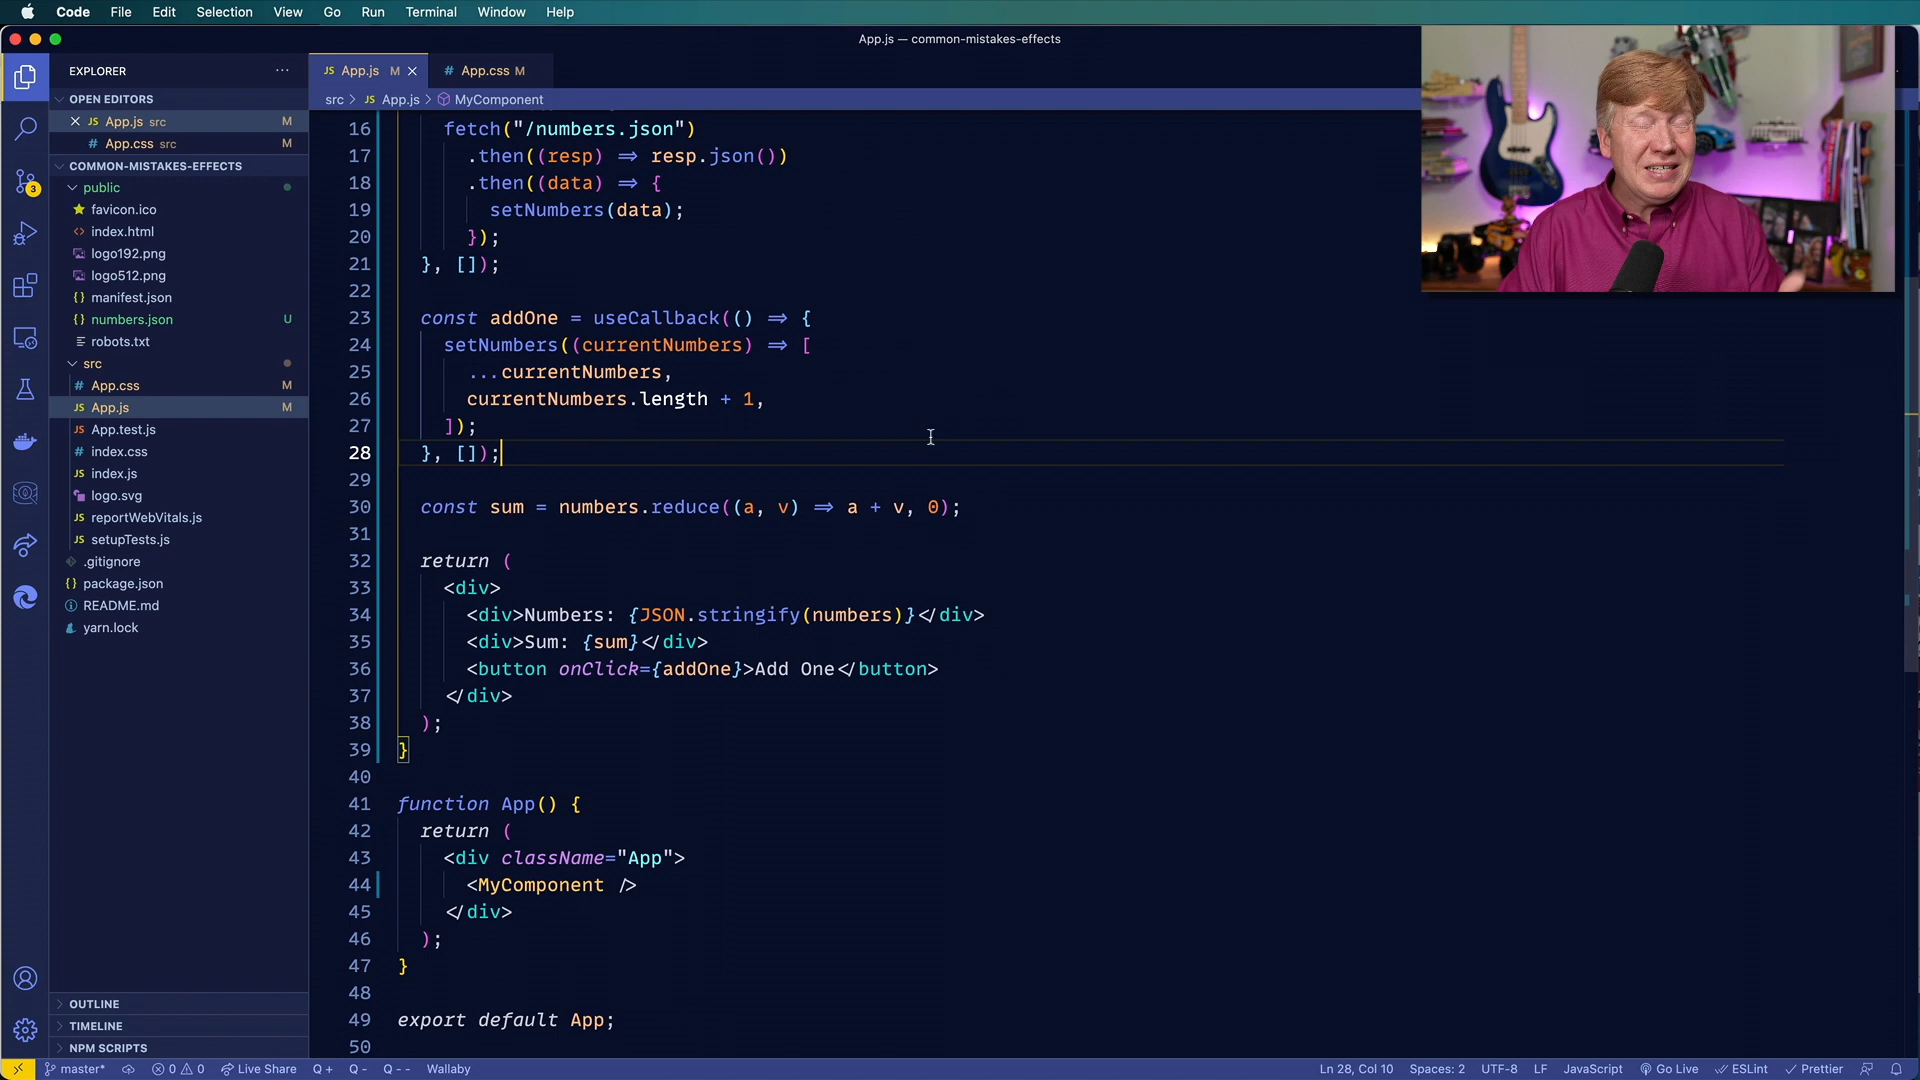 Code File Edit Selection View Go Run Terminal Window Help
App.js — common-mistakes-effects
EXPLORER
OPEN EDITORS
App.js src M
App.css src M
COMMON-MISTAKES-EFFECTS
public
favicon.ico
index.html
logo192.png
logo512.png
manifest.json
numbers.json U
robots.txt
src
App.css M
App.js M
App.test.js
index.css
index.js
logo.svg
reportWebVitals.js
setupTests.js
.gitignore
package.json
README.md
yarn.lock
OUTLINE
TIMELINE
NPM SCRIPTS
3
JS App.js M
# App.css M
src > JS App.js > MyComponent
16 fetch("/numbers.json")
17 .then((resp) => resp.json())
18 .then((data) => {
19 setNumbers(data);
20 });
21 }, []);
22
23 const addOne = useCallback(() => {
24 setNumbers((currentNumbers) => [
25 ...currentNumbers,
26 currentNumbers.length + 1,
27 ]);
28 }, []);
29
30 const sum = numbers.reduce((a, v) => a + v, 0);
31
32 return (
33 <div>
34 <div>Numbers: {JSON.stringify(numbers)}</div>
35 <div>Sum: {sum}</div>
36 <button onClick={addOne}>Add One</button>
37 </div>
38 );
39 }
40
41 function App() {
42 return (
43 <div className="App">
44 <MyComponent />
45 </div>
46 );
47 }
48
49 export default App;
50
master* 0 0 Live Share Q + Q - Q - - Wallaby Ln 28, Col 10 Spaces: 2 UTF-8 LF JavaScript Go Live ESLint Prettier